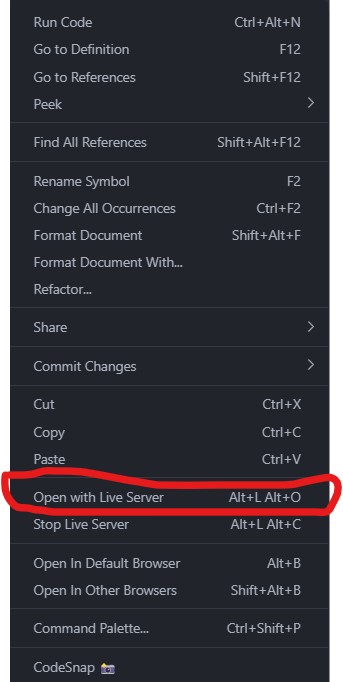 Run Code Ctrl+Alt+N
Go to Definition F12
Go to References Shift+F12
Peek
Find All References Shift+Alt+F12
Rename Symbol F2
Change All Occurrences Ctrl+F2
Format Document Shift+Alt+F
Format Document With...
Refactor...
Share
Commit Changes
Cut Ctrl+X
Copy Ctrl+C
Paste Ctrl+V
Open with Live Server Alt+L Alt+O
Stop Live Server Alt+L Alt+C
Open In Default Browser Alt+B
Open In Other Browsers Shift+Alt+B
Command Palette... Ctrl+Shift+P
CodeSnap 📸